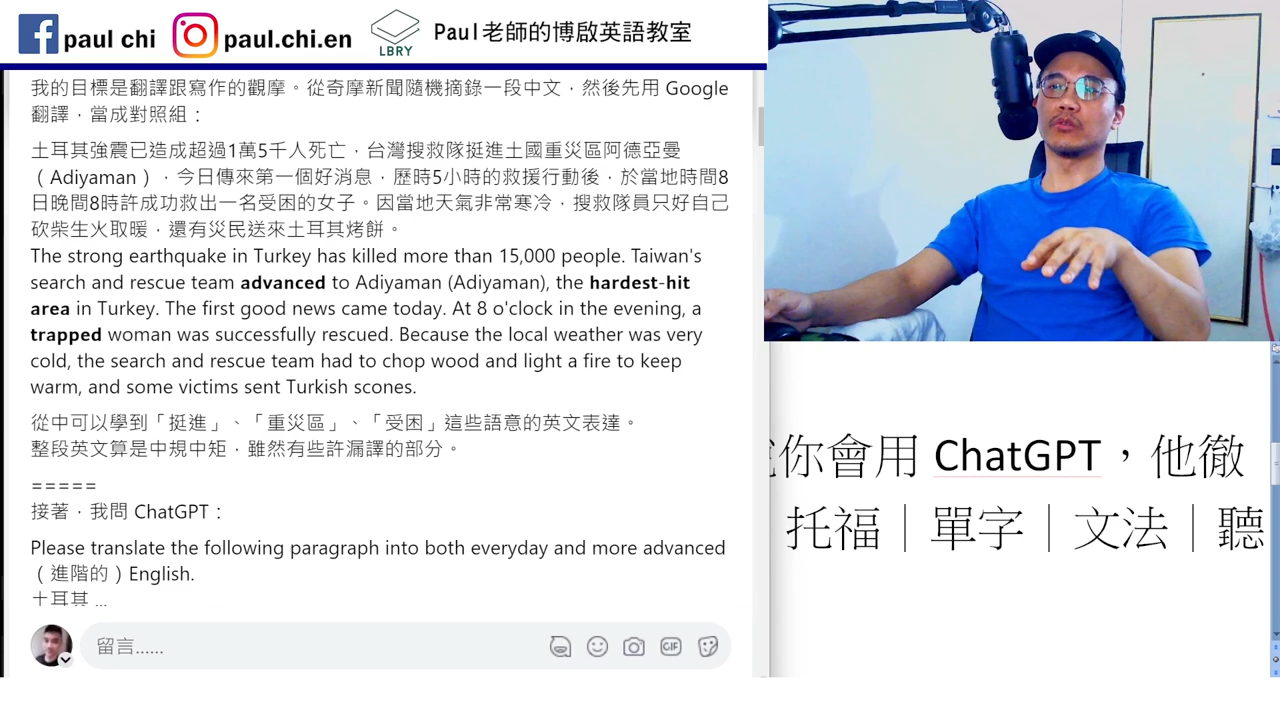 paul chi
paul.chi.en
LBRY
Paul老師的博啟英語教室
我的目標是翻譯跟寫作的觀摩。從奇摩新聞隨機摘錄一段中文，然後先用 Google
翻譯，當成對照組：
土耳其強震已造成超過1萬5千人死亡，台灣搜救隊挺進土國重災區阿德亞曼
（Adiyaman），今日傳來第一個好消息，歷時5小時的救援行動後，於當地時間8
日晚間8時許成功救出一名受困的女子。因當地天氣非常寒冷，搜救隊員只好自己
砍柴生火取暖，還有災民送來土耳其烤餅。
The strong earthquake in Turkey has killed more than 15,000 people. Taiwan's
search and rescue team advanced to Adiyaman (Adiyaman), the hardest-hit
area in Turkey. The first good news came today. At 8 o'clock in the evening, a
trapped woman was successfully rescued. Because the local weather was very
cold, the search and rescue team had to chop wood and light a fire to keep
warm, and some victims sent Turkish scones.
從中可以學到「挺進」、「重災區」、「受困」這些語意的英文表達。
整段英文算是中規中矩，雖然有些許漏譯的部分。
=====
接著，我問 ChatGPT：
Please translate the following paragraph into both everyday and more advanced
（進階的）English.
土耳其 ...
留言......
GIF
你會用 ChatGPT，他徹
托福｜單字｜文法｜聽